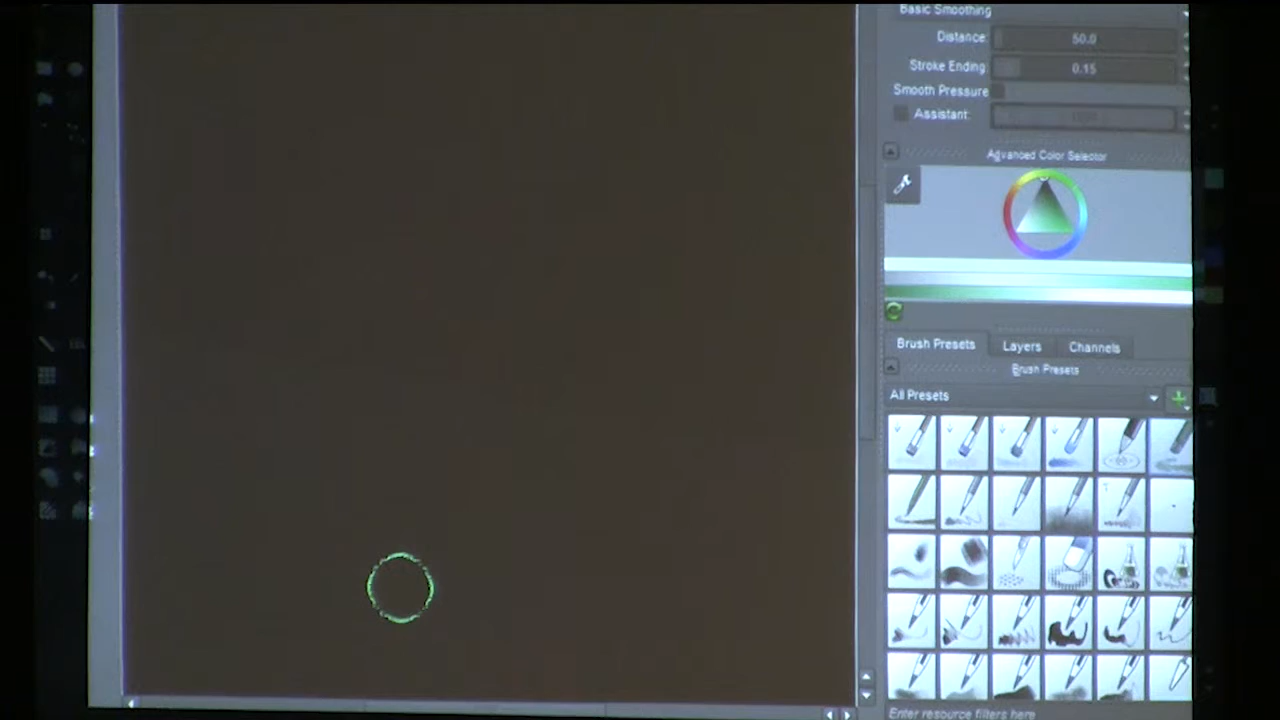 Basic Smoothing
Distance: 50.0
Stroke Ending: 0.15
Smooth Pressure
Assistant:
Advanced Color Selector
Brush Presets Layers Channels
Brush Presets
All Presets
Enter resource filters here